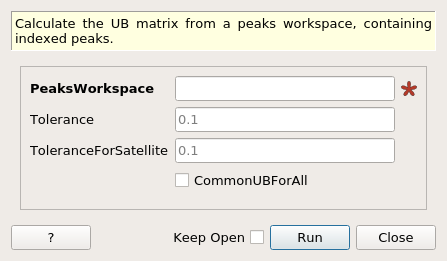 Calculate the UB matrix from a peaks workspace, containing
indexed peaks.
PeaksWorkspace *
Tolerance 0.1
ToleranceForSatellite 0.1
CommonUBForAll
? Keep Open Run Close